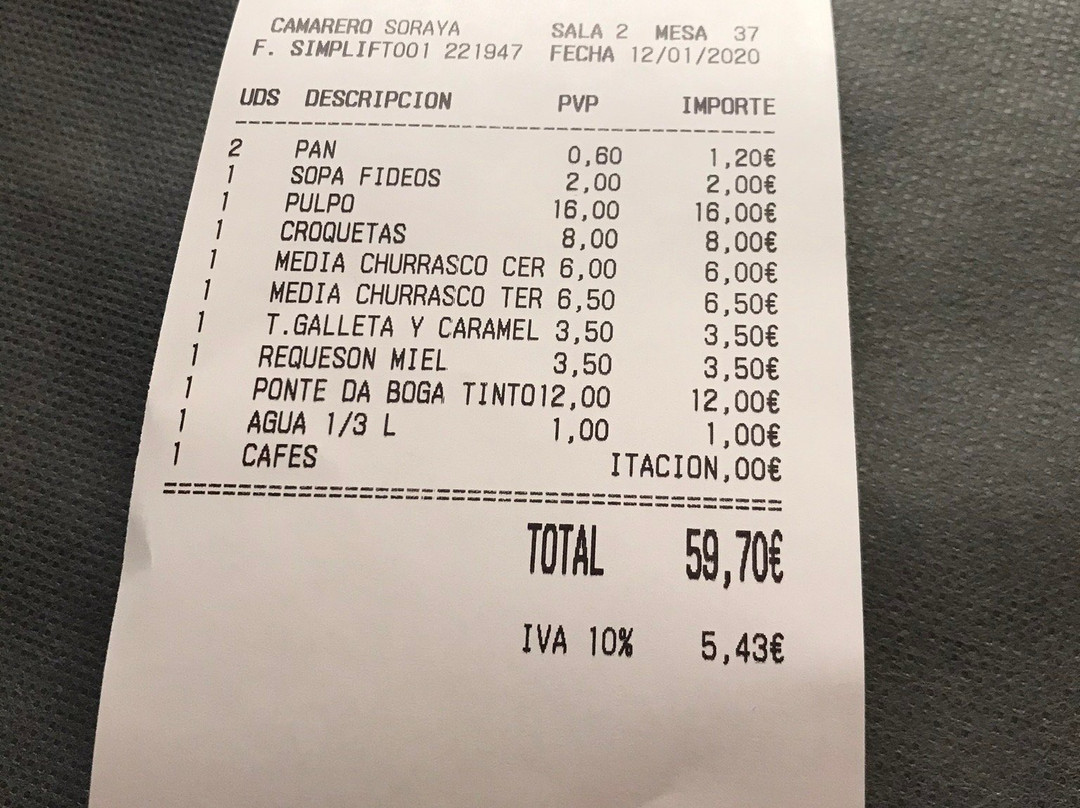 CAMARERO SORAYA SALA 2 MESA 37
F. SIMPLIFT001 221947 FECHA 12/01/2020
UDS DESCRIPCION PVP IMPORTE
2 PAN 0,60 1,20€
1 SOPA FIDEOS 2,00 2,00€
1 PULPO 16,00 16,00€
1 CROQUETAS 8,00 8,00€
1 MEDIA CHURRASCO CER 6,00 6,00€
1 MEDIA CHURRASCO TER 6,50 6,50€
1 T.GALLETA Y CARAMEL 3,50 3,50€
1 REQUESON MIEL 3,50 3,50€
1 PONTE DA BOGA TINTO12,00 12,00€
1 AGUA 1/3 L 1,00 1,00€
1 CAFES ITACION,00€
TOTAL 59,70€
IVA 10% 5,43€